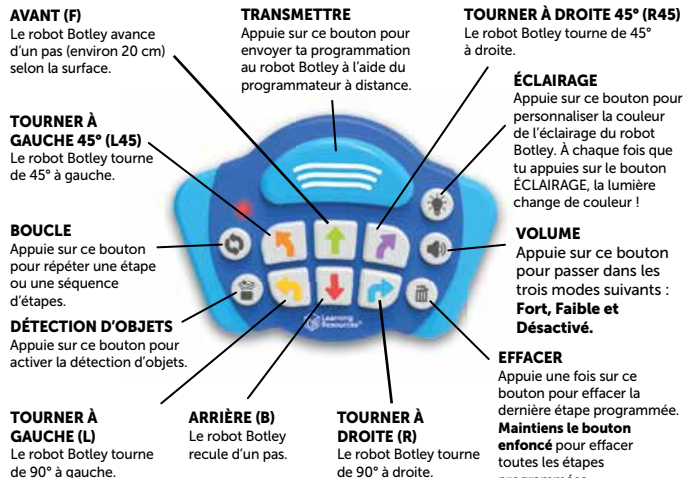 AVANT (F)
Le robot Botley avance
d'un pas (environ 20 cm)
selon la surface.
TRANSMETTRE
Appuie sur ce bouton pour
envoyer ta programmation
au robot Botley à l'aide du
programmateur à distance.
TOURNER À DROITE 45° (R45)
Le robot Botley tourne de 45°
à droite.
ÉCLAIRAGE
Appuie sur ce bouton pour
personnaliser la couleur
de l'éclairage du robot
Botley. À chaque fois que
tu appuies sur le bouton
ÉCLAIRAGE, la lumière
change de couleur !
TOURNER À
GAUCHE 45° (L45)
Le robot Botley tourne
de 45° à gauche.
BOUCLE
Appuie sur ce bouton
pour répéter une étape
ou une séquence
d'étapes.
VOLUME
Appuie sur ce bouton
pour passer dans les
trois modes suivants :
Fort, Faible et
Désactivé.
DÉTECTION D'OBJETS
Appuie sur ce bouton pour
activer la détection d'objets.
Learning
Resources®
EFFACER
Appuie une fois sur ce
bouton pour effacer la
dernière étape programmée.
Maintiens le bouton
enfoncé pour effacer
toutes les étapes
programmées.
TOURNER À
GAUCHE (L)
Le robot Botley tourne
de 90° à gauche.
ARRIÈRE (B)
Le robot Botley
recule d'un pas.
TOURNER À
DROITE (R)
Le robot Botley tourne
de 90° à droite.